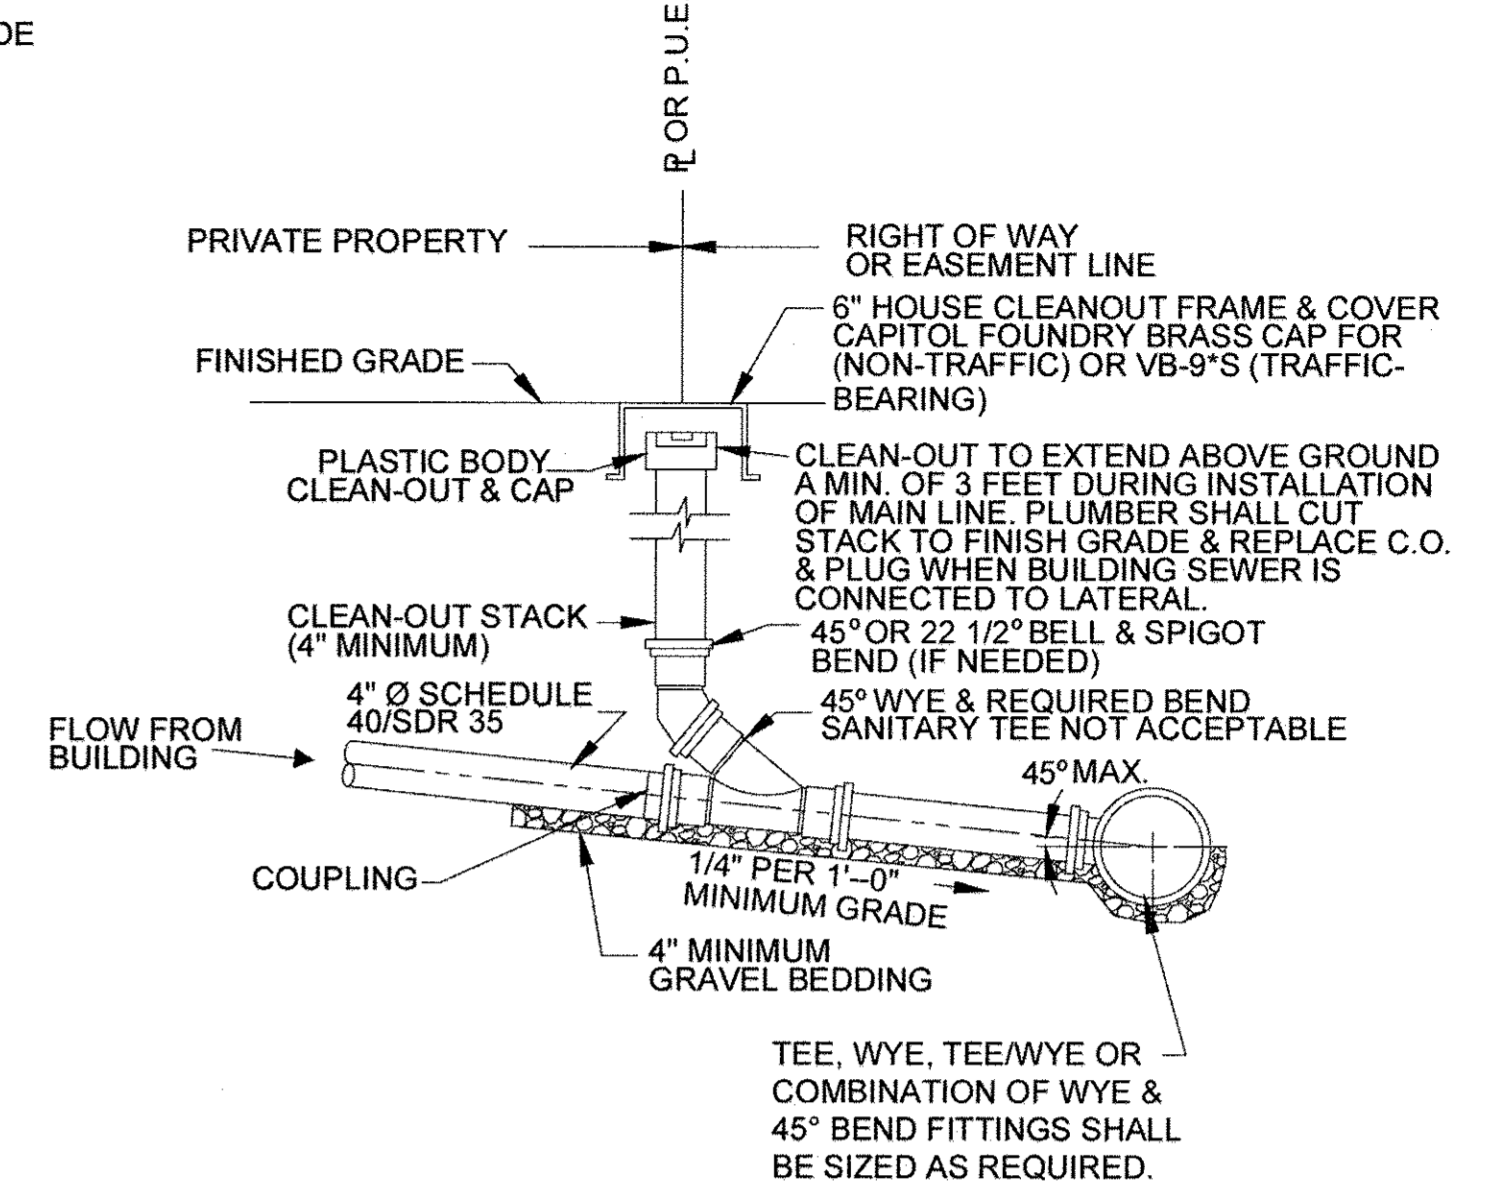 DE
℄ OR P.U.E
PRIVATE PROPERTY
RIGHT OF WAY
OR EASEMENT LINE
6" HOUSE CLEANOUT FRAME & COVER
CAPITOL FOUNDRY BRASS CAP FOR
(NON-TRAFFIC) OR VB-9*S (TRAFFIC-
BEARING)
FINISHED GRADE
PLASTIC BODY
CLEAN-OUT & CAP
CLEAN-OUT TO EXTEND ABOVE GROUND
A MIN. OF 3 FEET DURING INSTALLATION
OF MAIN LINE. PLUMBER SHALL CUT
STACK TO FINISH GRADE & REPLACE C.O.
& PLUG WHEN BUILDING SEWER IS
CONNECTED TO LATERAL.
CLEAN-OUT STACK
(4" MINIMUM)
45° OR 22 1/2° BELL & SPIGOT
BEND (IF NEEDED)
4" Ø SCHEDULE
40/SDR 35
45° WYE & REQUIRED BEND
SANITARY TEE NOT ACCEPTABLE
FLOW FROM
BUILDING
45° MAX.
COUPLING
1/4" PER 1'--0"
MINIMUM GRADE
4" MINIMUM
GRAVEL BEDDING
TEE, WYE, TEE/WYE OR
COMBINATION OF WYE &
45° BEND FITTINGS SHALL
BE SIZED AS REQUIRED.